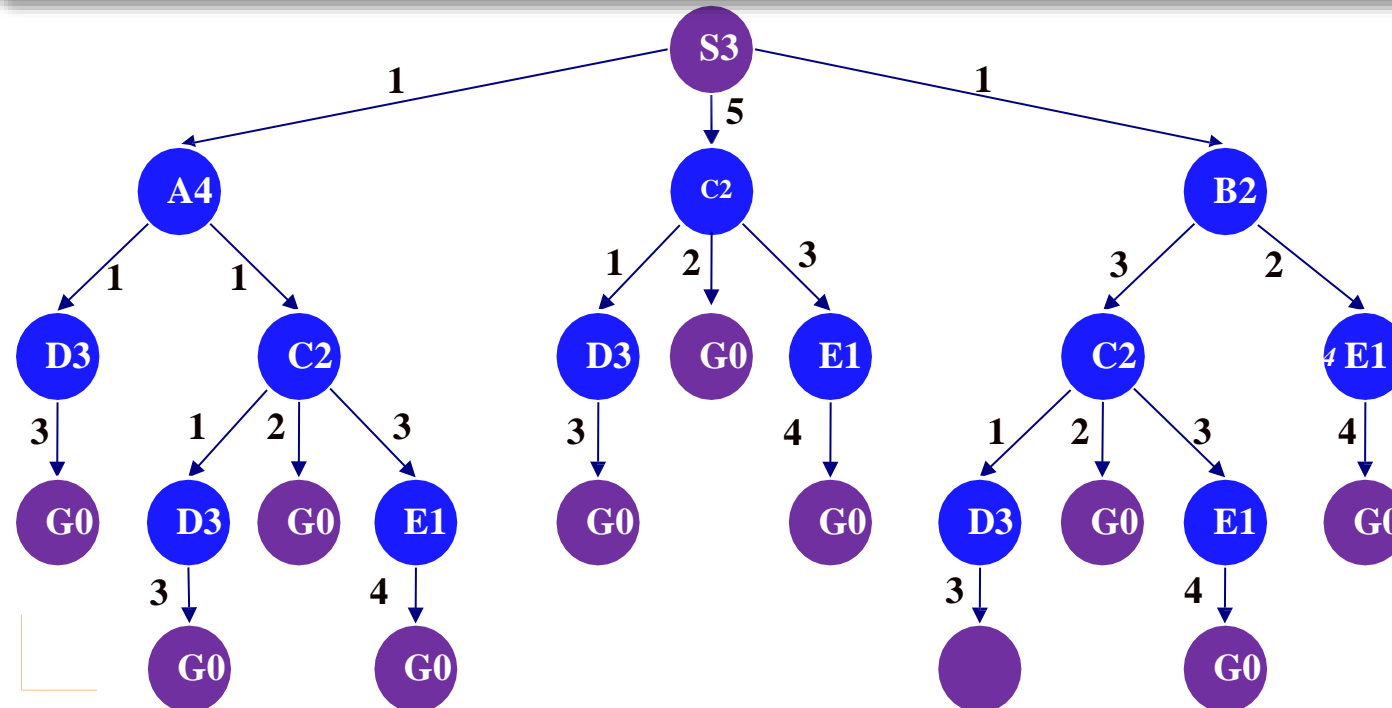 S3
1 5 1
A4 C2 B2
1 1 1 2 3 3 2
D3 C2 D3 G0 E1 C2 4 E1
3 1 2 3 3 4 1 2 3 4
G0 D3 G0 E1 G0 G0 D3 G0 E1 G0
3 4 3 4
G0 G0 G0